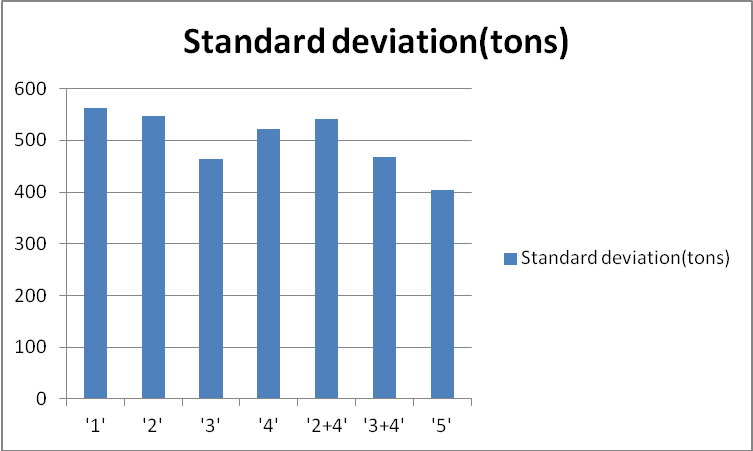 Standard deviation(tons)
600
500
400
300
200
100
0
'1' '2' '3' '4' '2+4' '3+4' '5'
Standard deviation(tons)